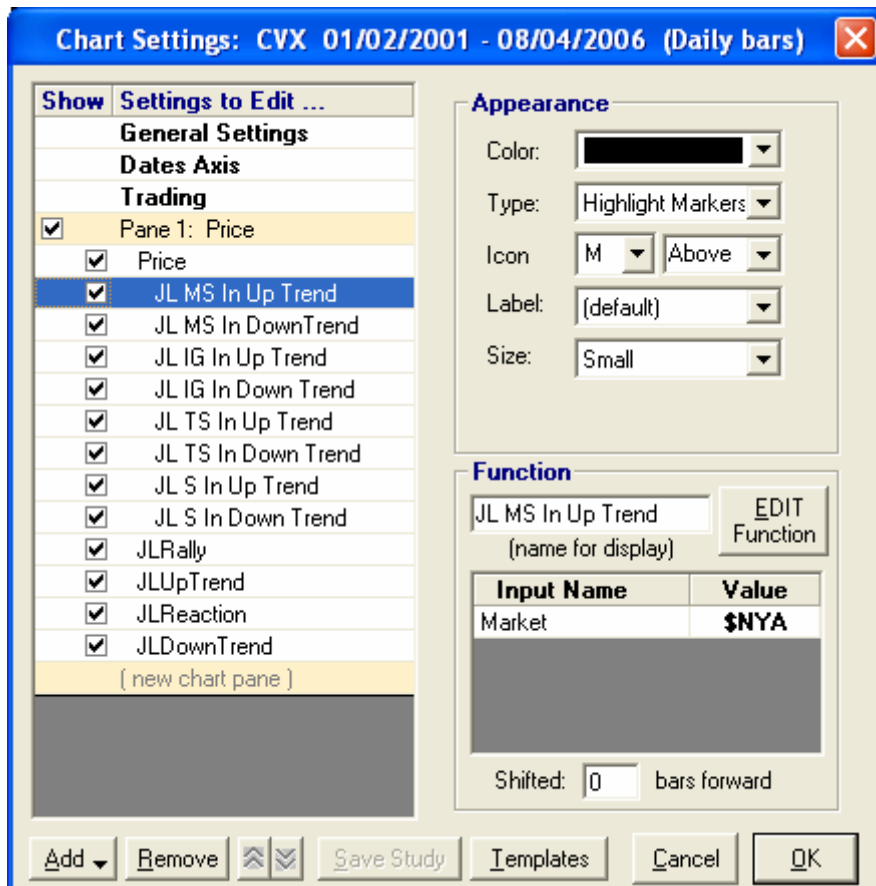 Chart Settings: CVX 01/02/2001 - 08/04/2006 (Daily bars)
Show Settings to Edit ...
General Settings
Dates Axis
Trading
Pane 1: Price
Price
JL MS In Up Trend
JL MS In DownTrend
JL IG In Up Trend
JL IG In Down Trend
JL TS In Up Trend
JL TS In Down Trend
JL S In Up Trend
JL S In Down Trend
JLRally
JLUpTrend
JLReaction
JLDownTrend
( new chart pane )
Appearance
Color:
Type: Highlight Markers
Icon M Above
Label: (default)
Size: Small
Function
JL MS In Up Trend
(name for display)
EDIT
Function
Input Name Value
Market $NYA
Shifted: 0 bars forward
Add Remove Save Study Templates Cancel OK